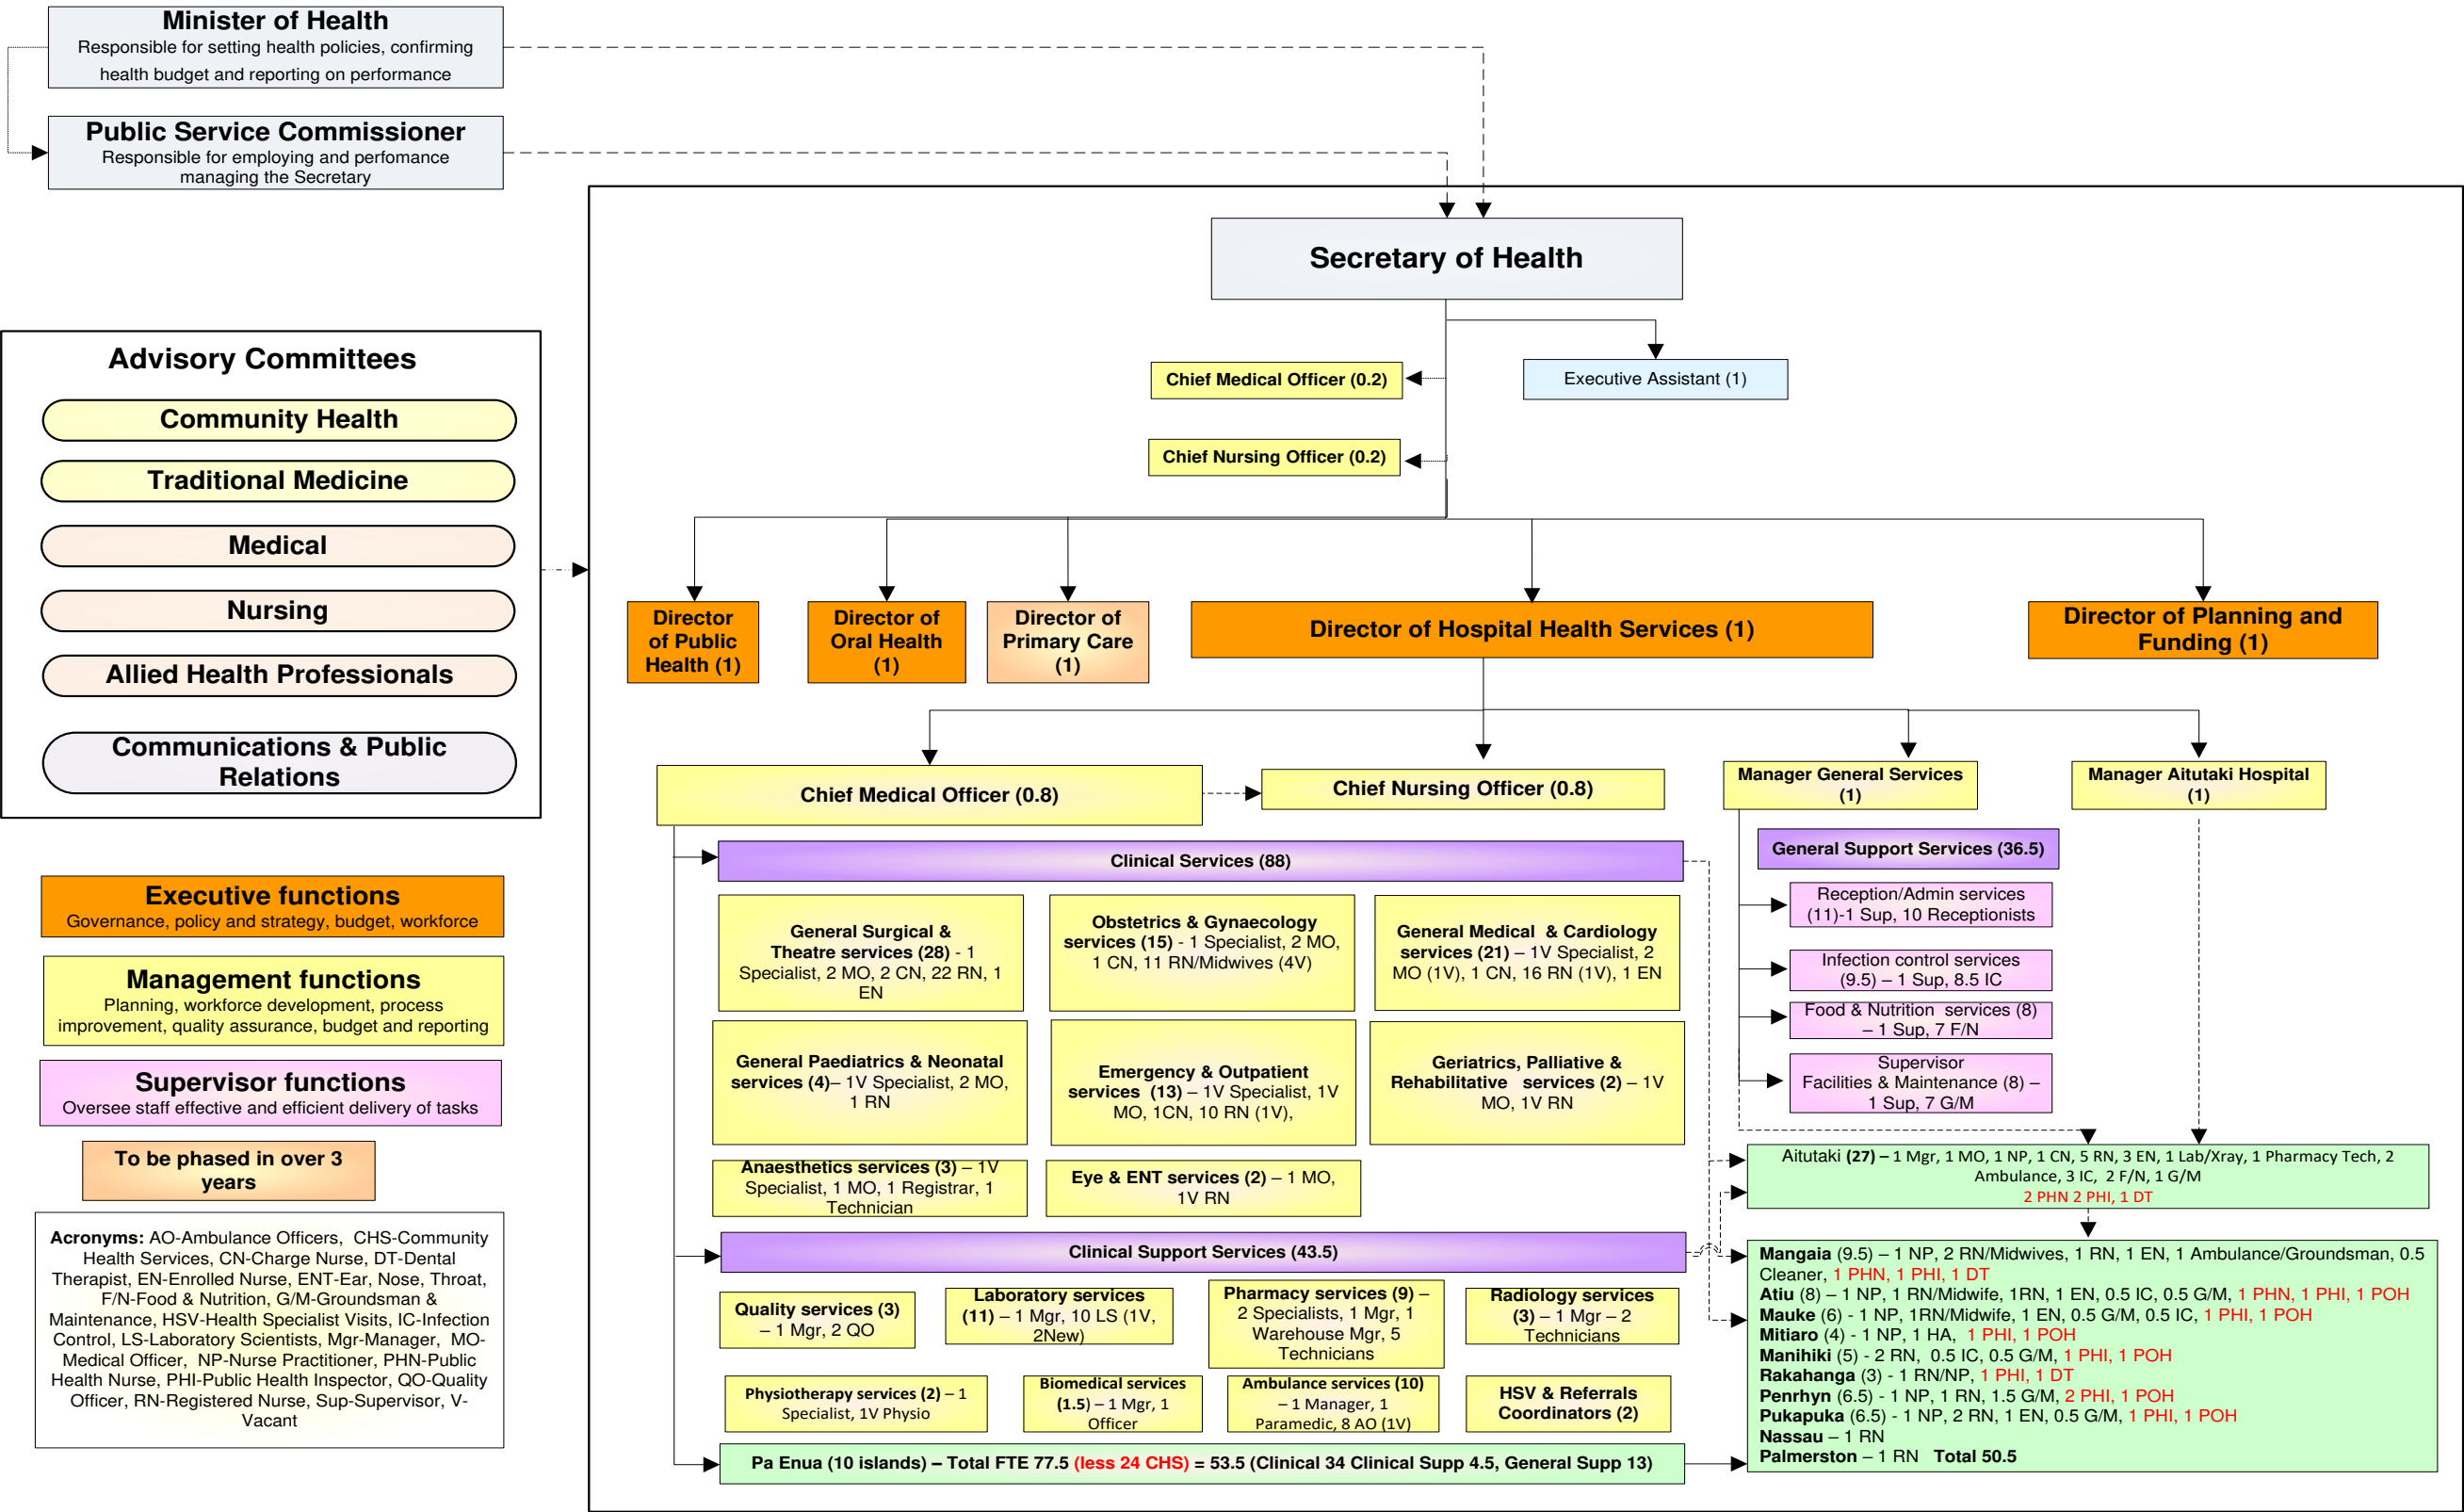 Minister of Health
Responsible for setting health policies, confirming
health budget and reporting on performance
Public Service Commissioner
Responsible for employing and perfomance
managing the Secretary
Secretary of Health
Executive Assistant (1)
Chief Medical Officer (0.2)
Chief Nursing Officer (0.2)
Advisory Committees
Community Health
Traditional Medicine
Medical
Nursing
Allied Health Professionals
Communications & Public
Relations
Director
of Public
Health (1)
Director of
Oral Health
(1)
Director of
Primary Care
(1)
Director of Hospital Health Services (1)
Director of Planning and
Funding (1)
Chief Medical Officer (0.8)
Chief Nursing Officer (0.8)
Manager General Services
(1)
Manager Aitutaki Hospital
(1)
Executive functions
Governance, policy and strategy, budget, workforce
Management functions
Planning, workforce development, process
improvement, quality assurance, budget and reporting
Supervisor functions
Oversee staff effective and efficient delivery of tasks
To be phased in over 3
years
Acronyms: AO-Ambulance Officers, CHS-Community
Health Services, CN-Charge Nurse, DT-Dental
Therapist, EN-Enrolled Nurse, ENT-Ear, Nose, Throat,
F/N-Food & Nutrition, G/M-Groundsman &
Maintenance, HSV-Health Specialist Visits, IC-Infection
Control, LS-Laboratory Scientists, Mgr-Manager, MO-
Medical Officer, NP-Nurse Practitioner, PHN-Public
Health Nurse, PHI-Public Health Inspector, QO-Quality
Officer, RN-Registered Nurse, Sup-Supervisor, V-
Vacant
Clinical Services (88)
General Surgical &
Theatre services (28) - 1
Specialist, 2 MO, 2 CN, 22 RN, 1
EN
Obstetrics & Gynaecology
services (15) - 1 Specialist, 2 MO,
1 CN, 11 RN/Midwives (4V)
General Medical & Cardiology
services (21) – 1V Specialist, 2
MO (1V), 1 CN, 16 RN (1V), 1 EN
General Paediatrics & Neonatal
services (4)– 1V Specialist, 2 MO,
1 RN
Emergency & Outpatient
services (13) – 1V Specialist, 1V
MO, 1CN, 10 RN (1V),
Geriatrics, Palliative &
Rehabilitative services (2) – 1V
MO, 1V RN
Anaesthetics services (3) – 1V
Specialist, 1 MO, 1 Registrar, 1
Technician
Eye & ENT services (2) – 1 MO,
1V RN
Clinical Support Services (43.5)
Quality services (3)
– 1 Mgr, 2 QO
Laboratory services
(11) – 1 Mgr, 10 LS (1V,
2New)
Pharmacy services (9) –
2 Specialists, 1 Mgr, 1
Warehouse Mgr, 5
Technicians
Radiology services
(3) – 1 Mgr – 2
Technicians
Physiotherapy services (2) – 1
Specialist, 1V Physio
Biomedical services
(1.5) – 1 Mgr, 1
Officer
Ambulance services (10)
– 1 Manager, 1
Paramedic, 8 AO (1V)
HSV & Referrals
Coordinators (2)
Pa Enua (10 islands) – Total FTE 77.5 (less 24 CHS) = 53.5 (Clinical 34 Clinical Supp 4.5, General Supp 13)
General Support Services (36.5)
Reception/Admin services
(11)-1 Sup, 10 Receptionists
Infection control services
(9.5) – 1 Sup, 8.5 IC
Food & Nutrition services (8)
– 1 Sup, 7 F/N
Supervisor
Facilities & Maintenance (8) –
1 Sup, 7 G/M
Aitutaki (27) – 1 Mgr, 1 MO, 1 NP, 1 CN, 5 RN, 3 EN, 1 Lab/Xray, 1 Pharmacy Tech, 2
Ambulance, 3 IC, 2 F/N, 1 G/M
2 PHN 2 PHI, 1 DT
Mangaia (9.5) – 1 NP, 2 RN/Midwives, 1 RN, 1 EN, 1 Ambulance/Groundsman, 0.5
Cleaner, 1 PHN, 1 PHI, 1 DT
Atiu (8) – 1 NP, 1 RN/Midwife, 1RN, 1 EN, 0.5 IC, 0.5 G/M, 1 PHN, 1 PHI, 1 POH
Mauke (6) - 1 NP, 1RN/Midwife, 1 EN, 0.5 G/M, 0.5 IC, 1 PHI, 1 POH
Mitiaro (4) - 1 NP, 1 HA, 1 PHI, 1 POH
Manihiki (5) - 2 RN, 0.5 IC, 0.5 G/M, 1 PHI, 1 POH
Rakahanga (3) - 1 RN/NP, 1 PHI, 1 DT
Penrhyn (6.5) - 1 NP, 1 RN, 1.5 G/M, 2 PHI, 1 POH
Pukapuka (6.5) - 1 NP, 2 RN, 1 EN, 0.5 G/M, 1 PHI, 1 POH
Nassau – 1 RN
Palmerston – 1 RN Total 50.5